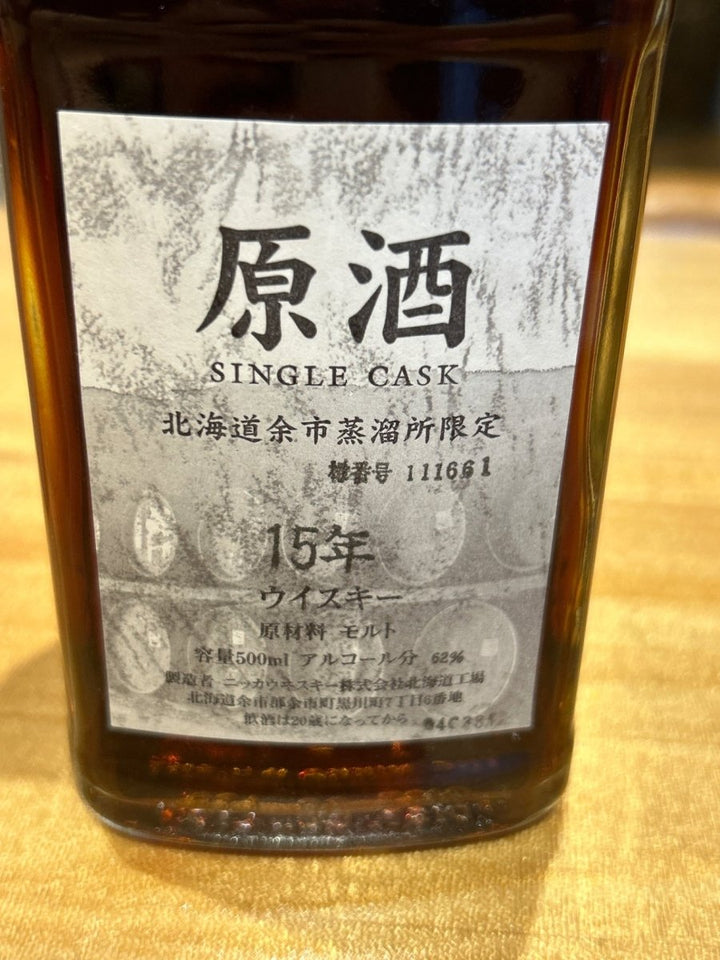 原酒
SINGLE CASK
北海道余市蒸溜所限定
樽番号 111661
15年
ウイスキー
原材料 モルト
容量500ml アルコール分 62%
製造者 ニッカウヰスキー株式会社北海道工場
北海道余市郡余市町黒川町7丁目6番地
飲酒は20歳になってから